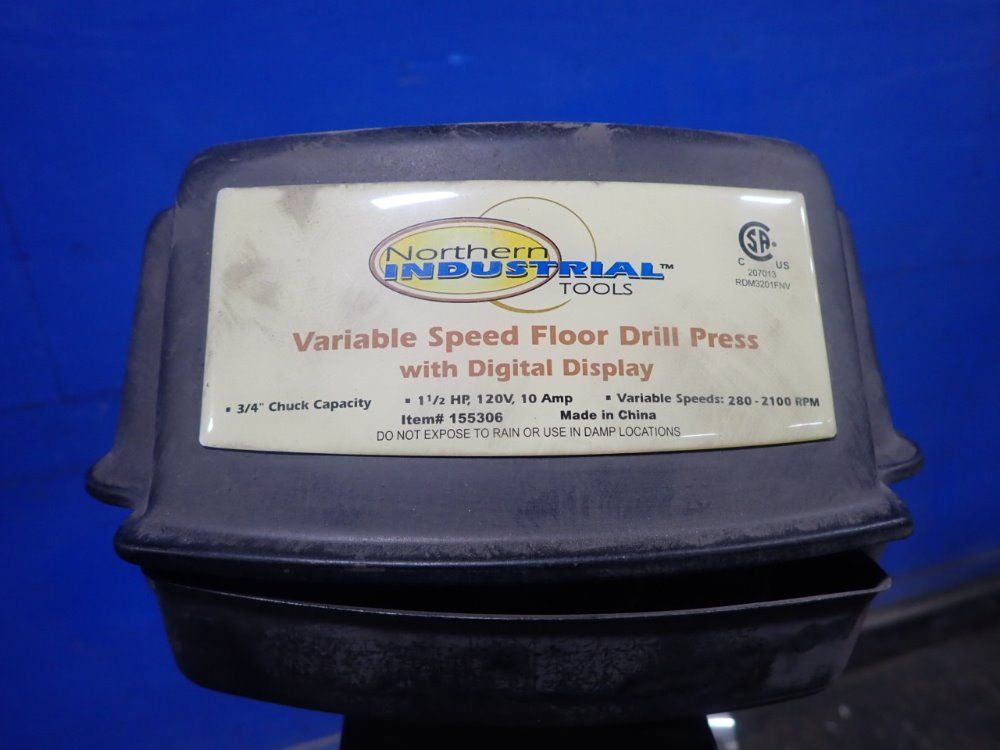 Northern
INDUSTRIAL™
TOOLS
CSA®
C US
207013
RDM3201FNV
Variable Speed Floor Drill Press
with Digital Display
▪ 3/4" Chuck Capacity ▪ 1 1/2 HP, 120V, 10 Amp ▪ Variable Speeds: 280 - 2100 RPM
Item# 155306 Made in China
DO NOT EXPOSE TO RAIN OR USE IN DAMP LOCATIONS